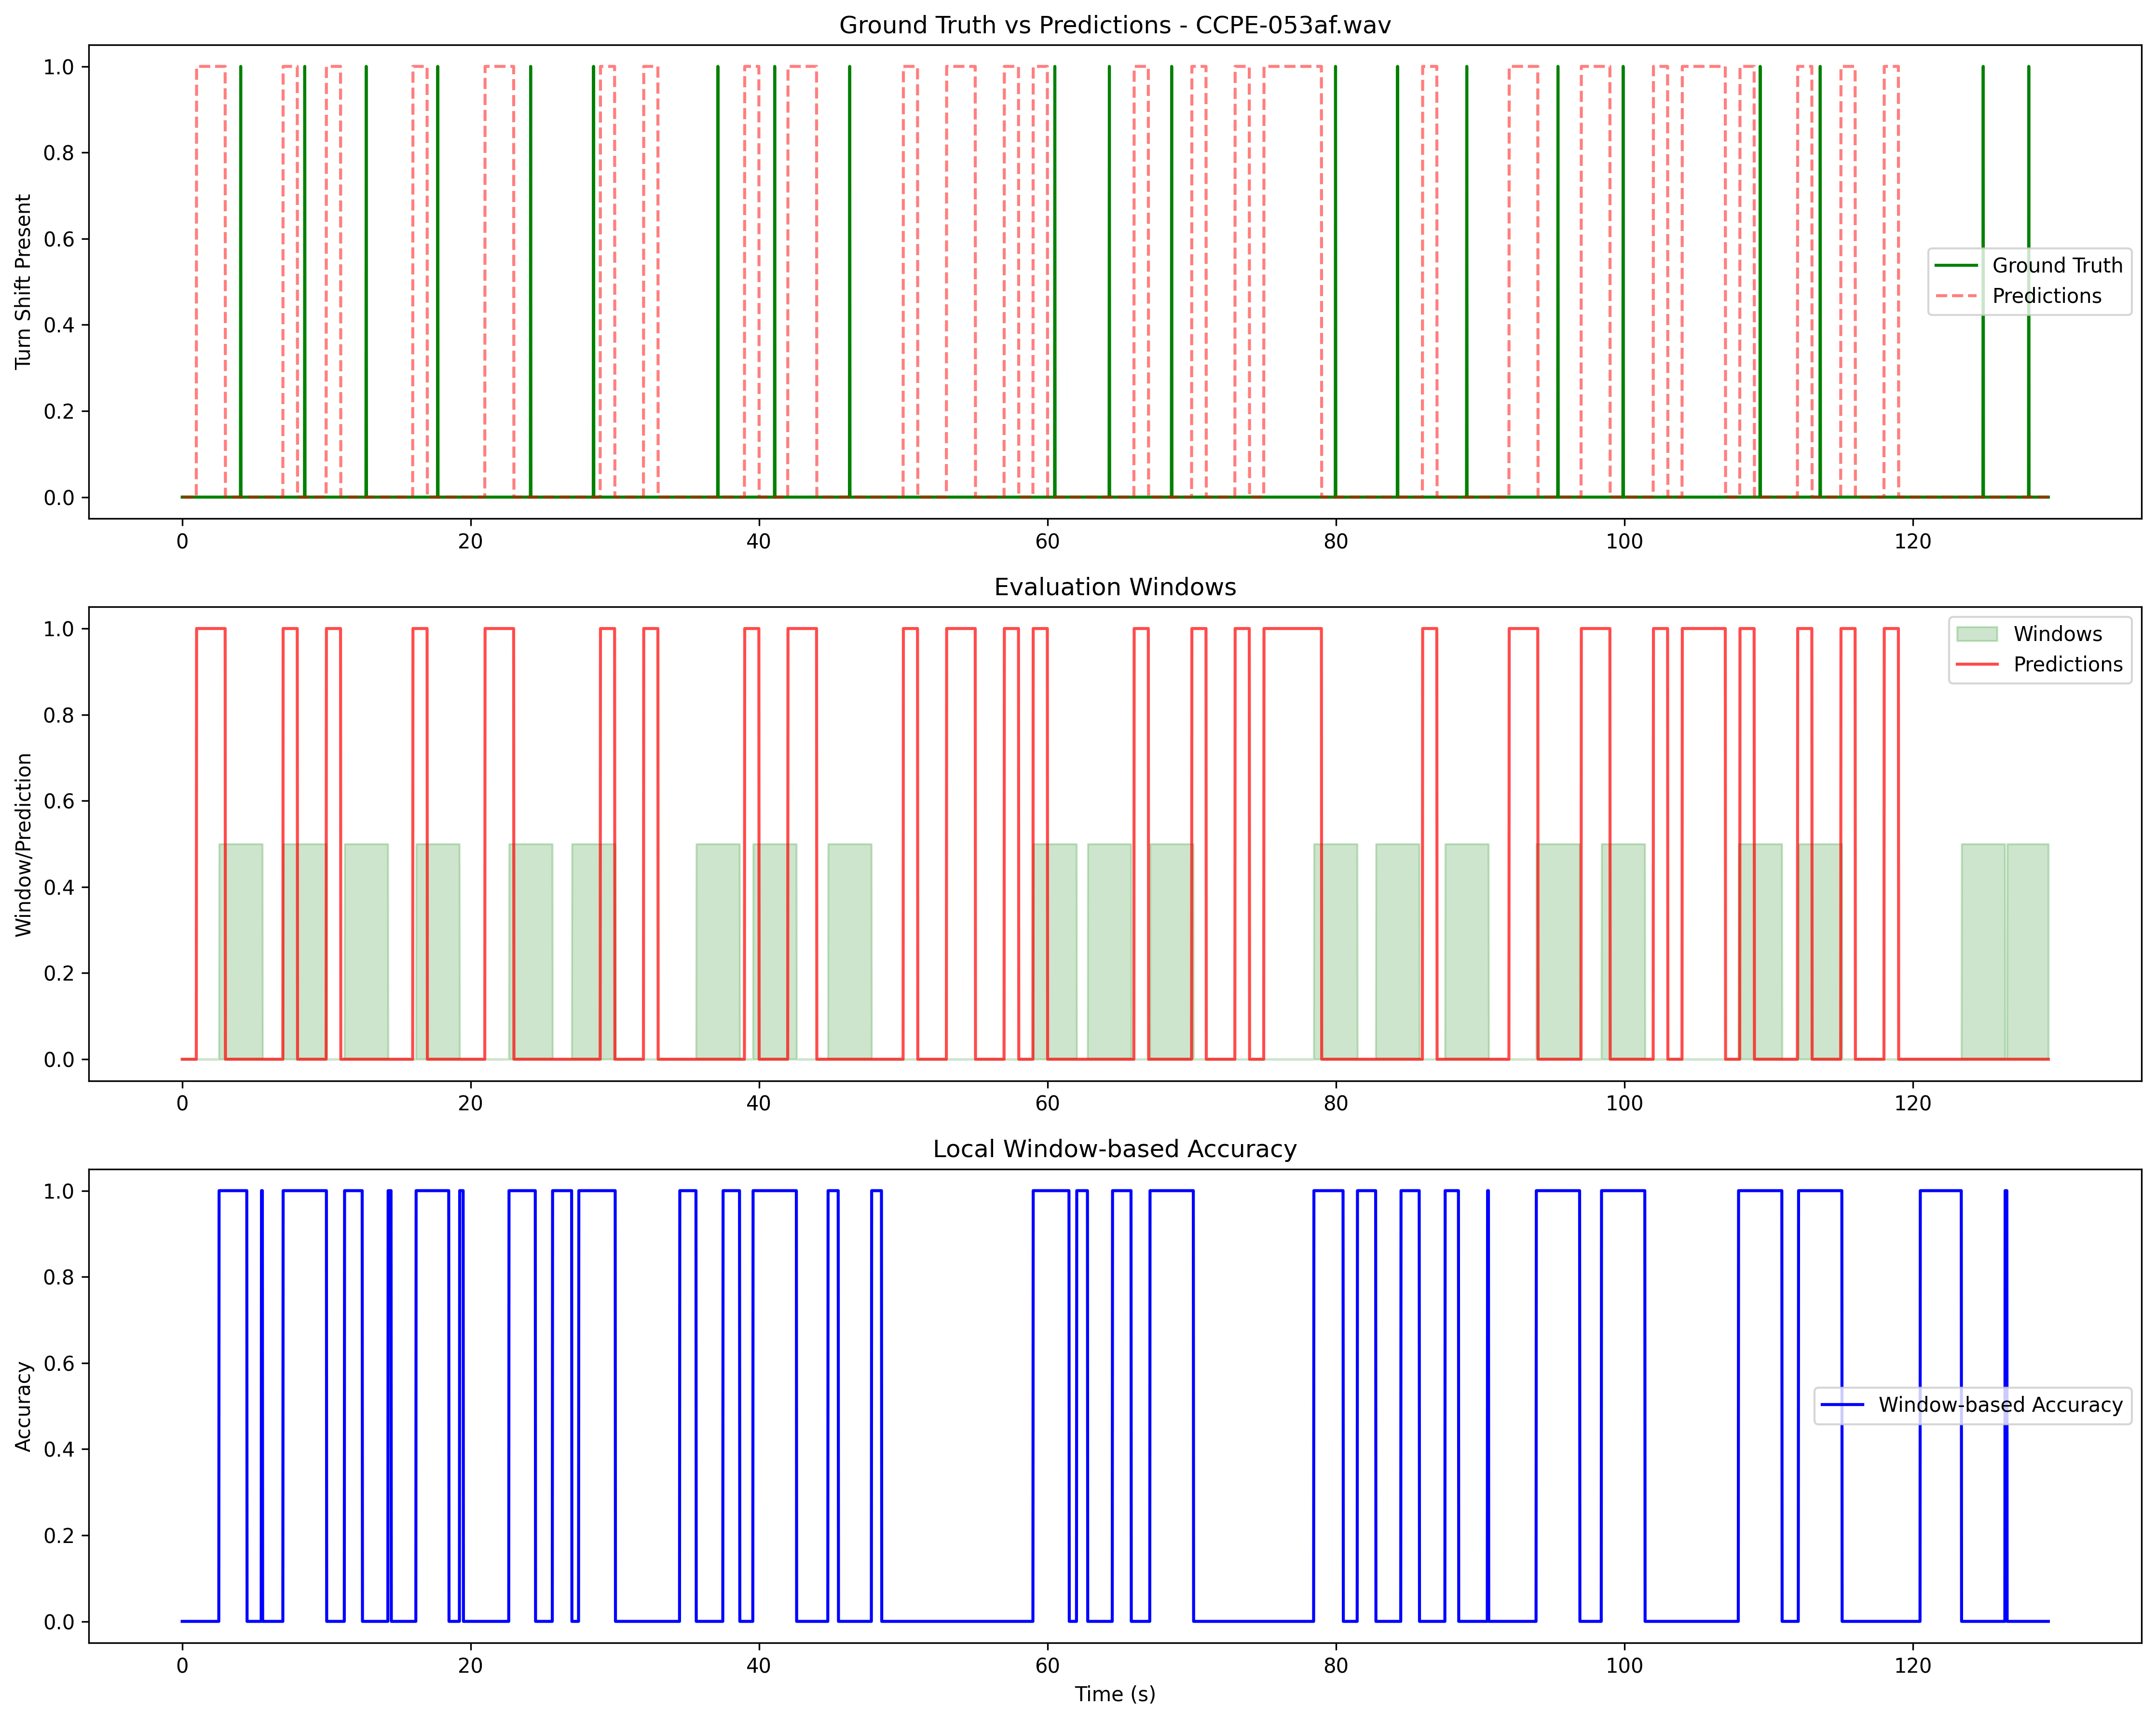 Ground Truth vs Predictions - CCPE-053af.wav
1.0
0.8
0.6
0.4
0.2
0.0
Turn Shift Present
Ground Truth
Predictions
0 20 40 60 80 100 120
Evaluation Windows
1.0
0.8
0.6
0.4
0.2
0.0
Window/Prediction
Windows
Predictions
0 20 40 60 80 100 120
Local Window-based Accuracy
1.0
0.8
0.6
0.4
0.2
0.0
Accuracy
Window-based Accuracy
0 20 40 60 80 100 120
Time (s)